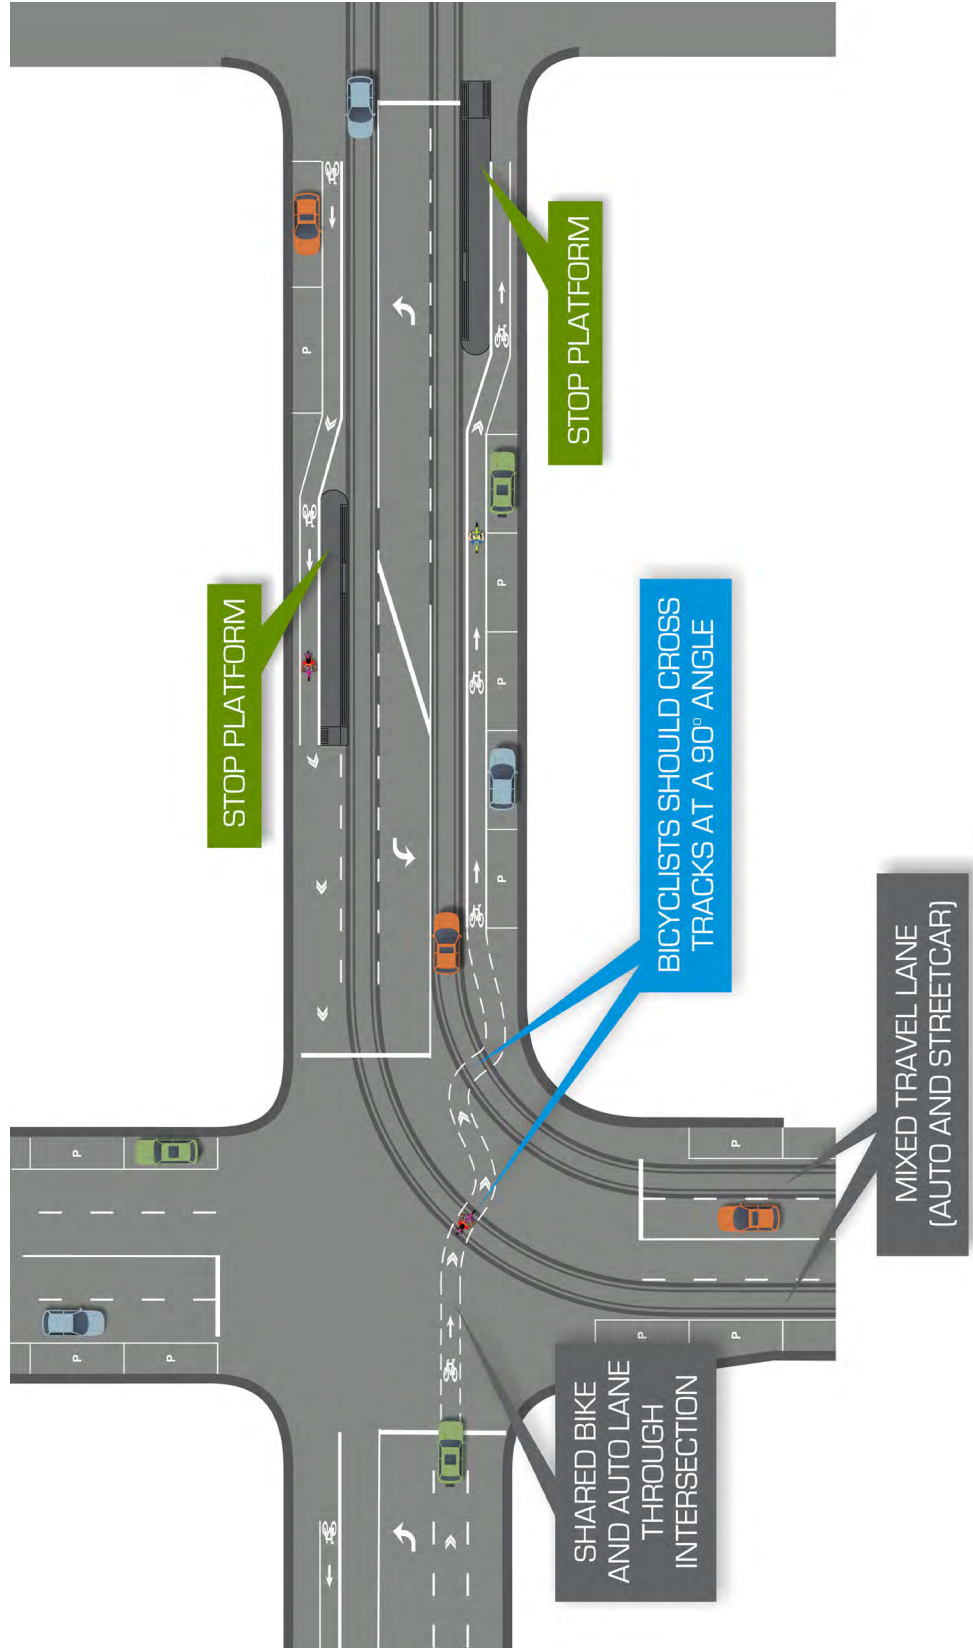 P
P
P
STOP PLATFORM
P
P
P
P
STOP PLATFORM
SHARED BIKE
AND AUTO LANE
THROUGH
INTERSECTION
P
P
P
BICYCLISTS SHOULD CROSS
TRACKS AT A 90° ANGLE
MIXED TRAVEL LANE
(AUTO AND STREETCAR)